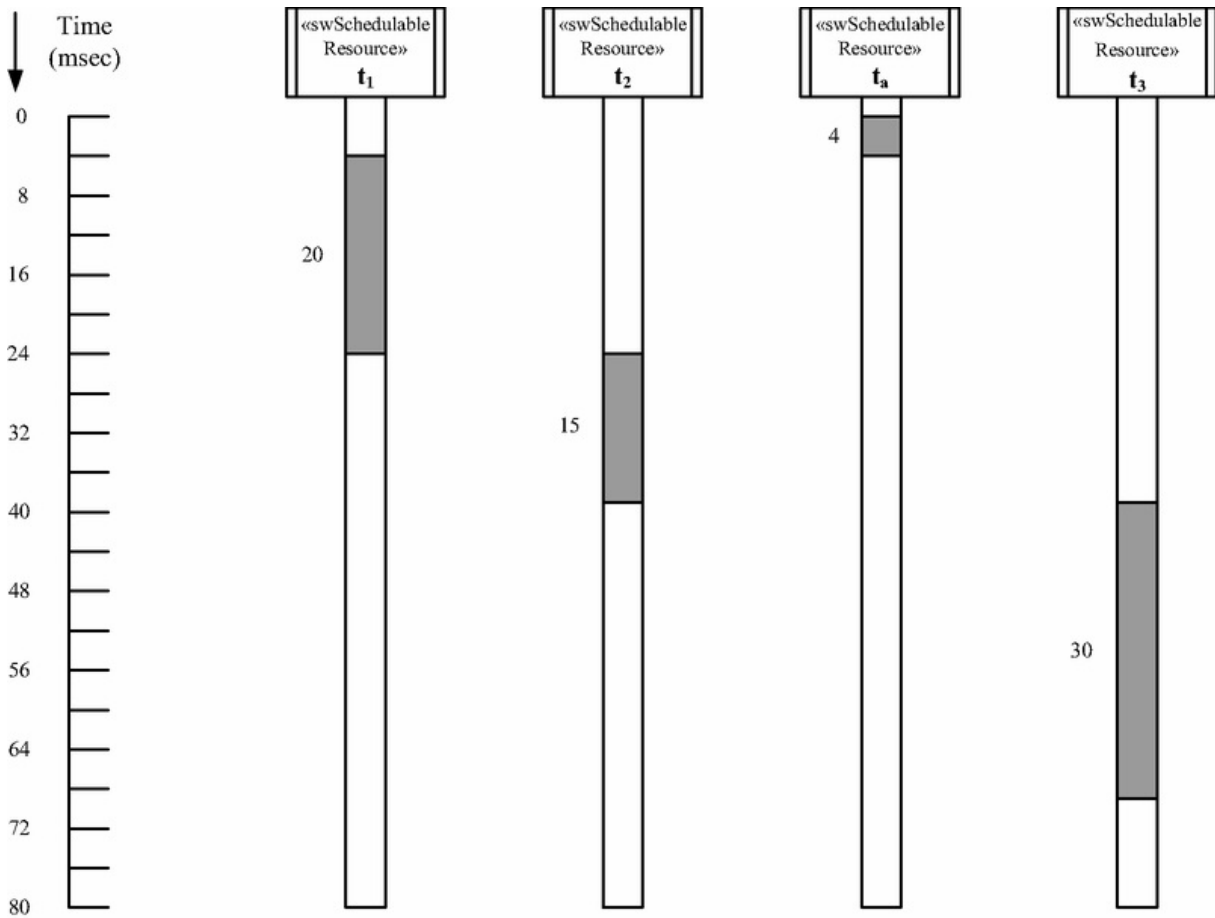 Time
(msec)
«swSchedulable
Resource»
t₁
«swSchedulable
Resource»
t₂
«swSchedulable
Resource»
tₐ
«swSchedulable
Resource»
t₃
0
4
8
20
16
24
15
32
40
48
30
56
64
72
80